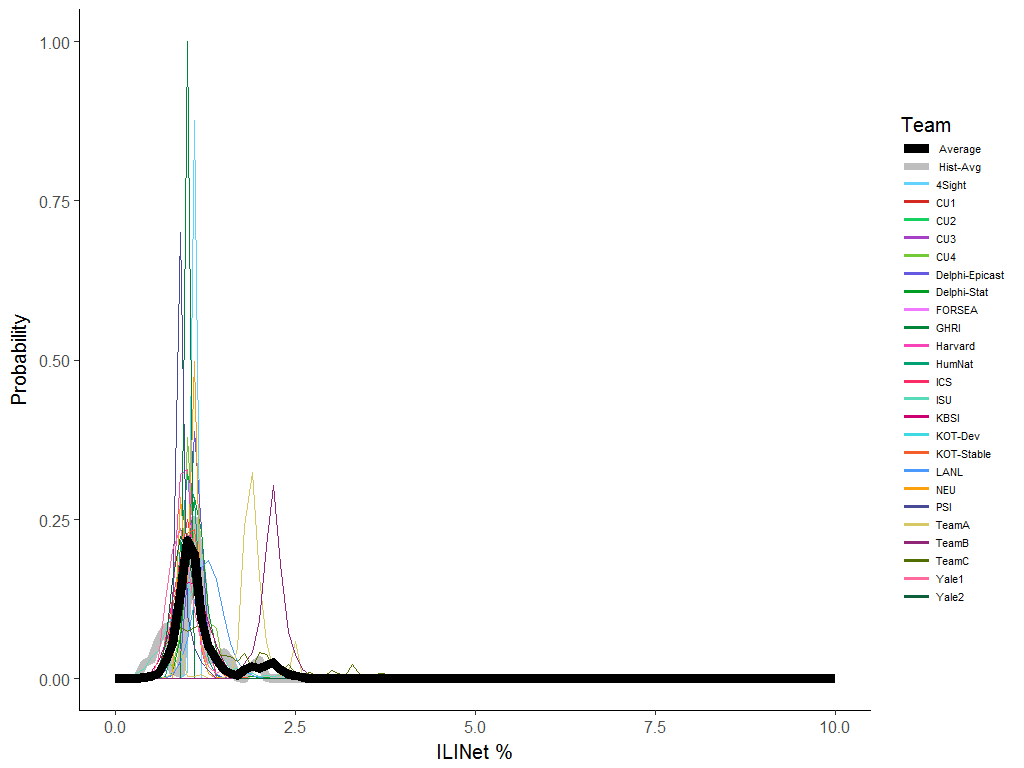 1.00
0.75
0.50
0.25
0.00
Probability
0.0 2.5 5.0 7.5 10.0
ILINet %
Team
Average
Hist-Avg
4Sight
CU1
CU2
CU3
CU4
Delphi-Epicast
Delphi-Stat
FORSEA
GHRI
Harvard
HumNat
ICS
ISU
KBSI
KOT-Dev
KOT-Stable
LANL
NEU
PSI
TeamA
TeamB
TeamC
Yale1
Yale2